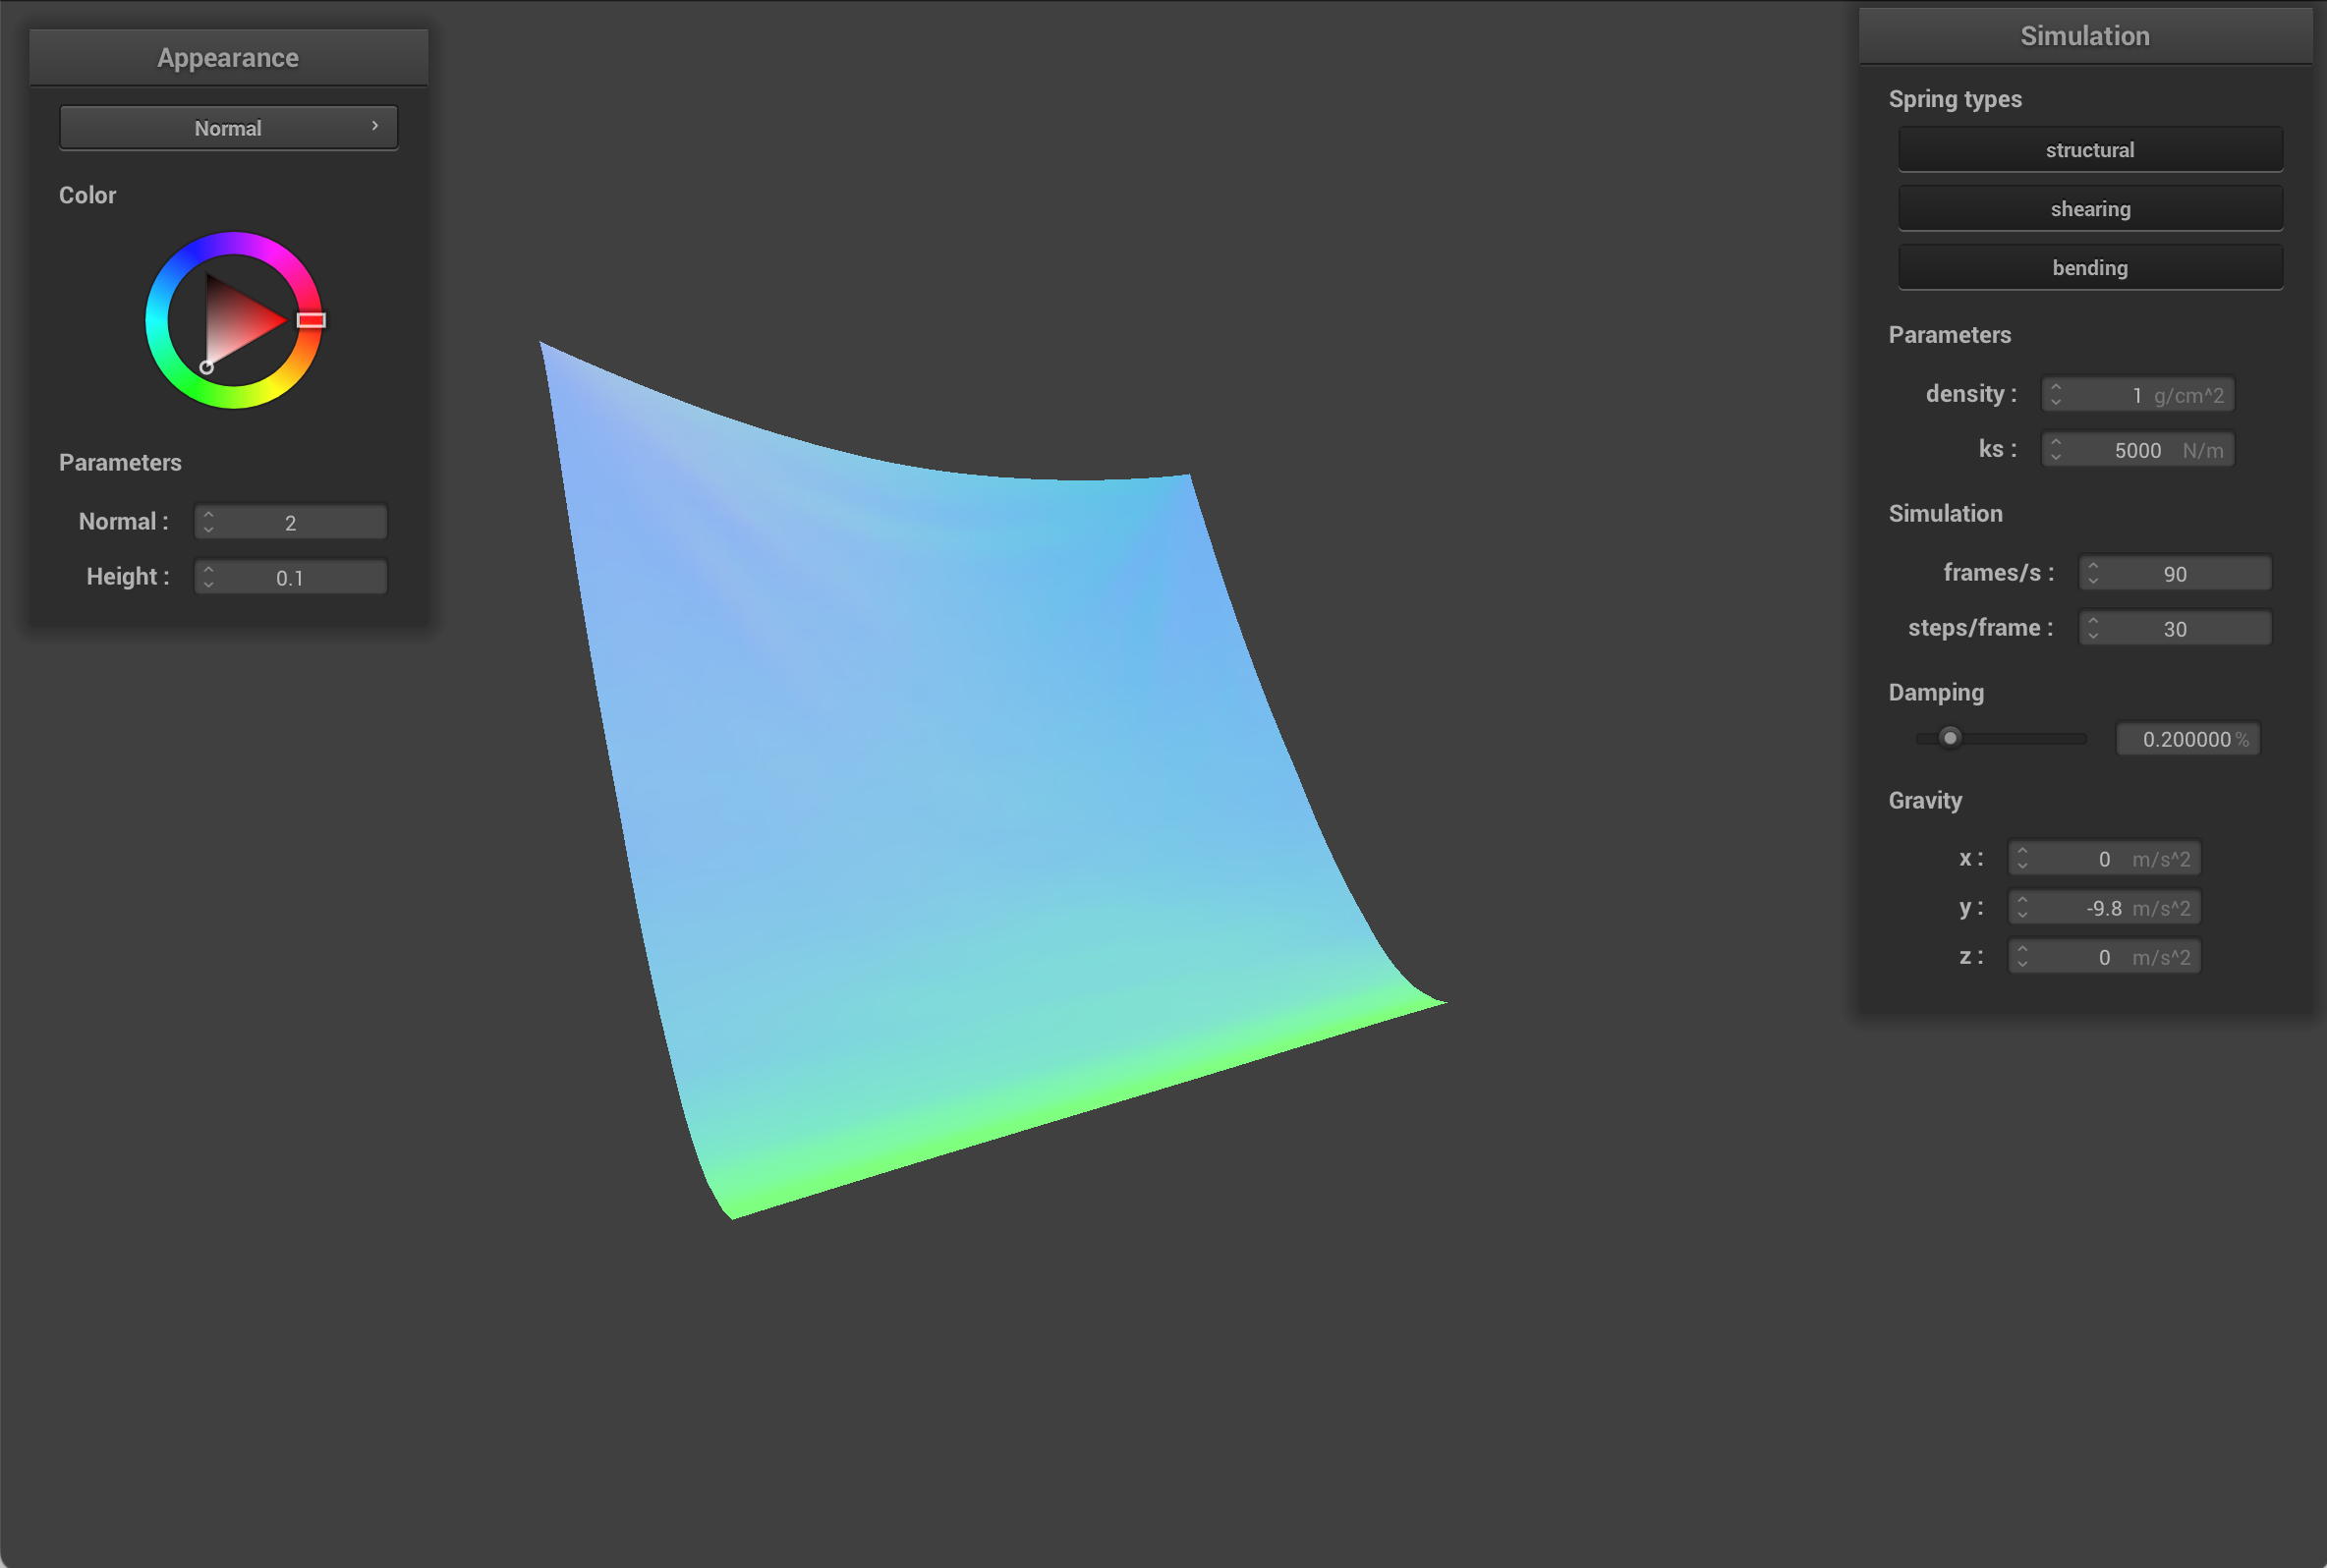 Appearance
Normal
Color
Parameters
Normal : 2
Height : 0.1
Simulation
Spring types
structural
shearing
bending
Parameters
density : 1 g/cm^2
ks : 5000 N/m
Simulation
frames/s : 90
steps/frame : 30
Damping
0.200000 %
Gravity
x : 0 m/s^2
y : -9.8 m/s^2
z : 0 m/s^2